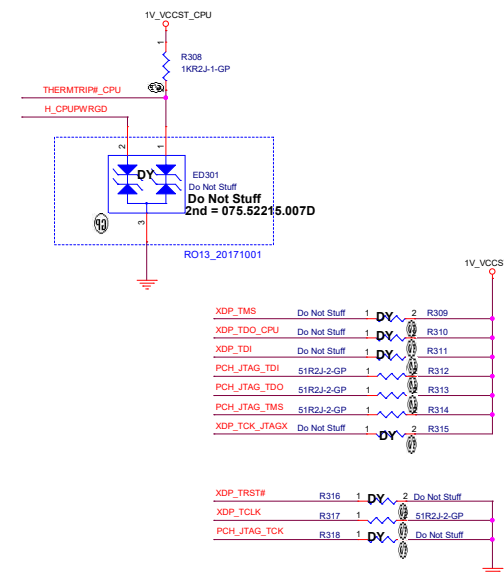 1V_VCCST_CPU
1
R308
1KR2J-1-GP
THERMTRIP#_CPU
H_CPUPWRGD
2
1
DY
ED301
Do Not Stuff
Do Not Stuff
2nd = 075.52215.007D
3
RO13_20171001
1V_VCCS
XDP_TMS Do Not Stuff 1 DY 2 R309
XDP_TDO_CPU Do Not Stuff 1 DY 2 R310
XDP_TDI Do Not Stuff 1 DY 2 R311
PCH_JTAG_TDI 51R2J-2-GP 1 2 R312
PCH_JTAG_TDO 51R2J-2-GP 1 2 R313
PCH_JTAG_TMS 51R2J-2-GP 1 2 R314
XDP_TCK_JTAGX Do Not Stuff 1 DY 2 R315
XDP_TRST# R316 1 DY 2 Do Not Stuff
XDP_TCLK R317 1 2 51R2J-2-GP
PCH_JTAG_TCK R318 1 DY 2 Do Not Stuff